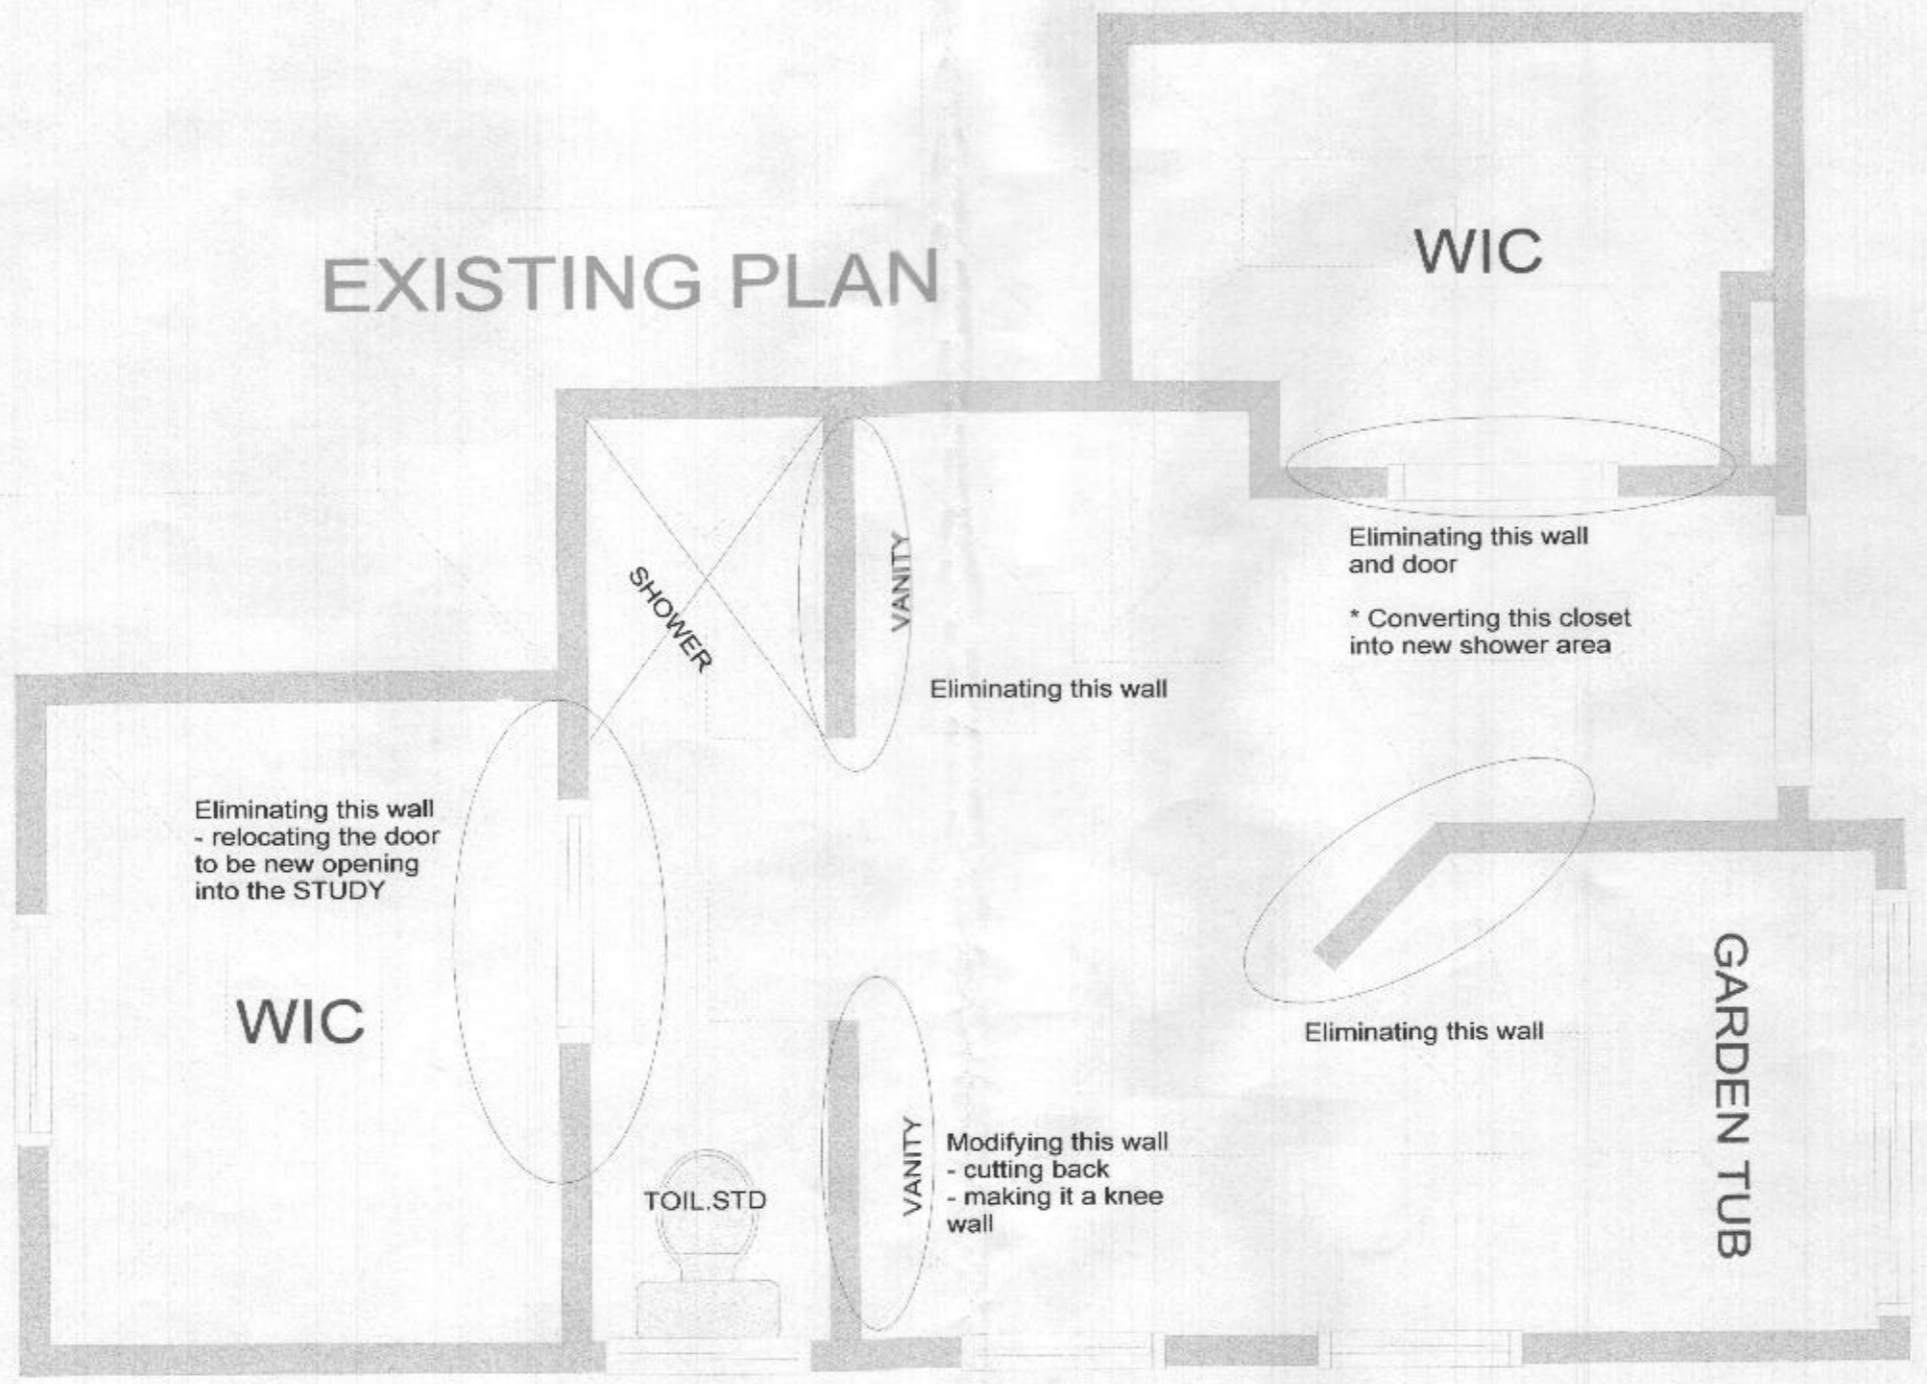 EXISTING PLAN
WIC
SHOWER
VANITY
Eliminating this wall
and door
* Converting this closet
into new shower area
Eliminating this wall
Eliminating this wall
- relocating the door
to be new opening
into the STUDY
WIC
Eliminating this wall
GARDEN TUB
TOIL.STD
VANITY
Modifying this wall
- cutting back
- making it a knee
wall